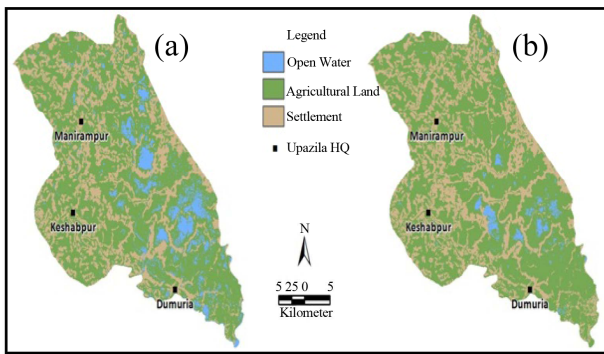 (a)
Manirampur
Keshabpur
Dumuria
Legend
Open Water
Agricultural Land
Settlement
Upazila HQ
N
5 25 0 5
Kilometer
(b)
Manirampur
Keshabpur
Dumuria